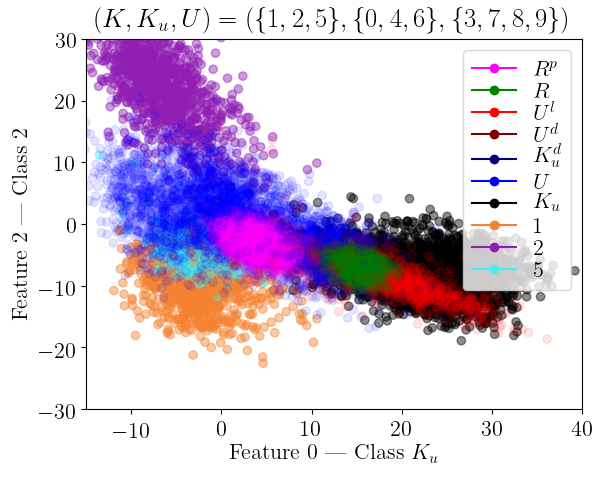 (K, K_u, U) = ({1, 2, 5}, {0, 4, 6}, {3, 7, 8, 9})
30
20
10
0
−10
−20
−30
Feature 2 — Class 2
R^p
R
U^l
U^d
K_u^d
U
K_u
1
2
5
−10
0
10
20
30
40
Feature 0 — Class K_u